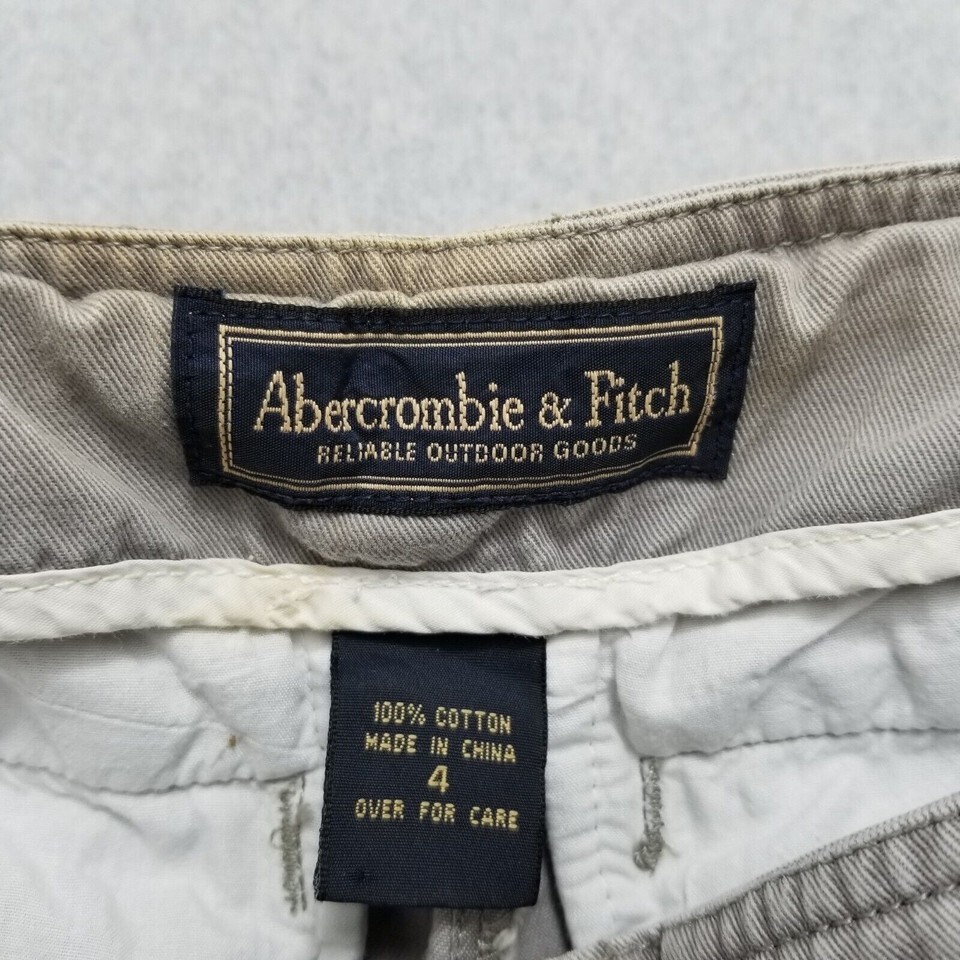 Abercrombie & Fitch
RELIABLE OUTDOOR GOODS
100% COTTON
MADE IN CHINA
4
OVER FOR CARE